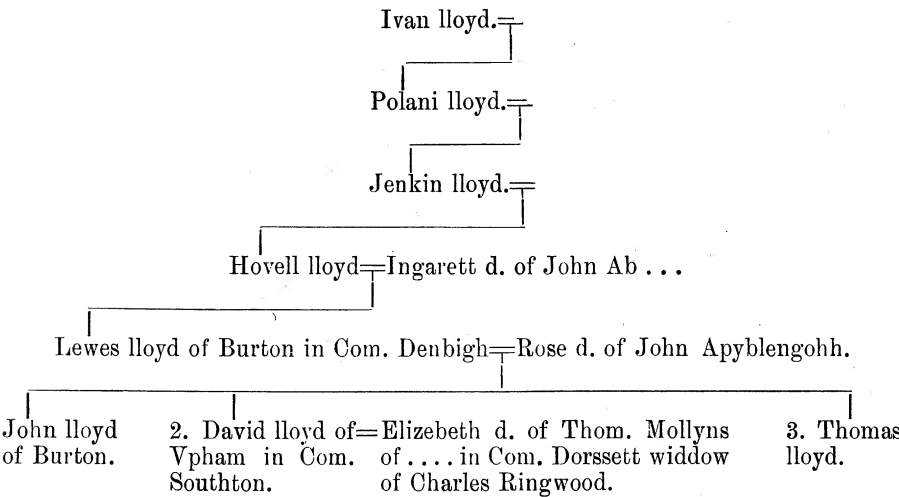 Ivan lloyd.=
Polani lloyd.=
Jenkin lloyd.=
Hovell lloyd=Ingarett d. of John Ab ...
Lewes lloyd of Burton in Com. Denbigh=Rose d. of John Apyblengohh.
John lloyd
of Burton.
2. David lloyd of=Elizebeth d. of Thom. Mollyns
Vpham in Com. of .... in Com. Dorssett widdow
Southton. of Charles Ringwood.
3. Thomas
lloyd.